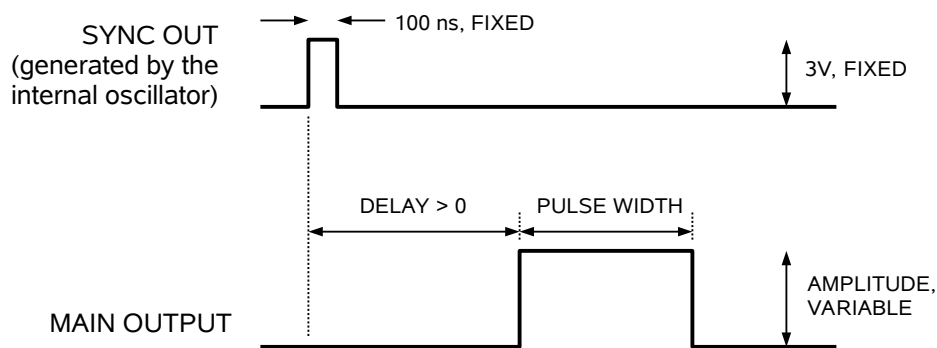 SYNC OUT
(generated by the
internal oscillator)
100 ns, FIXED
3V, FIXED
DELAY > 0
PULSE WIDTH
AMPLITUDE,
VARIABLE
MAIN OUTPUT